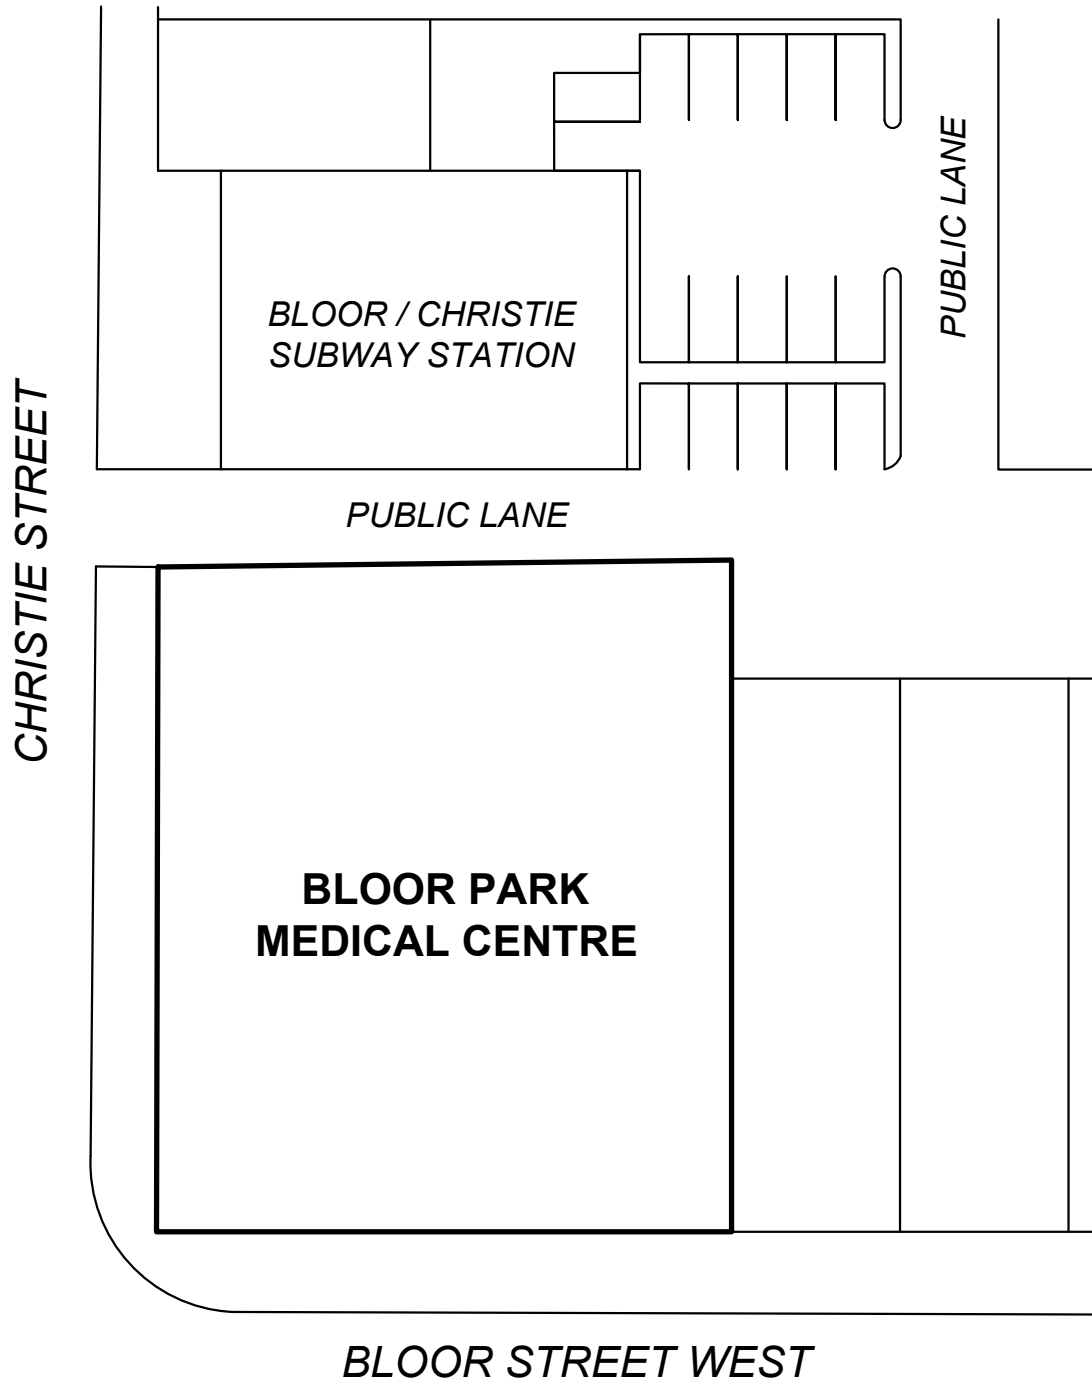 PUBLIC LANE
BLOOR / CHRISTIE
SUBWAY STATION
CHRISTIE STREET
PUBLIC LANE
BLOOR PARK
MEDICAL CENTRE
BLOOR STREET WEST